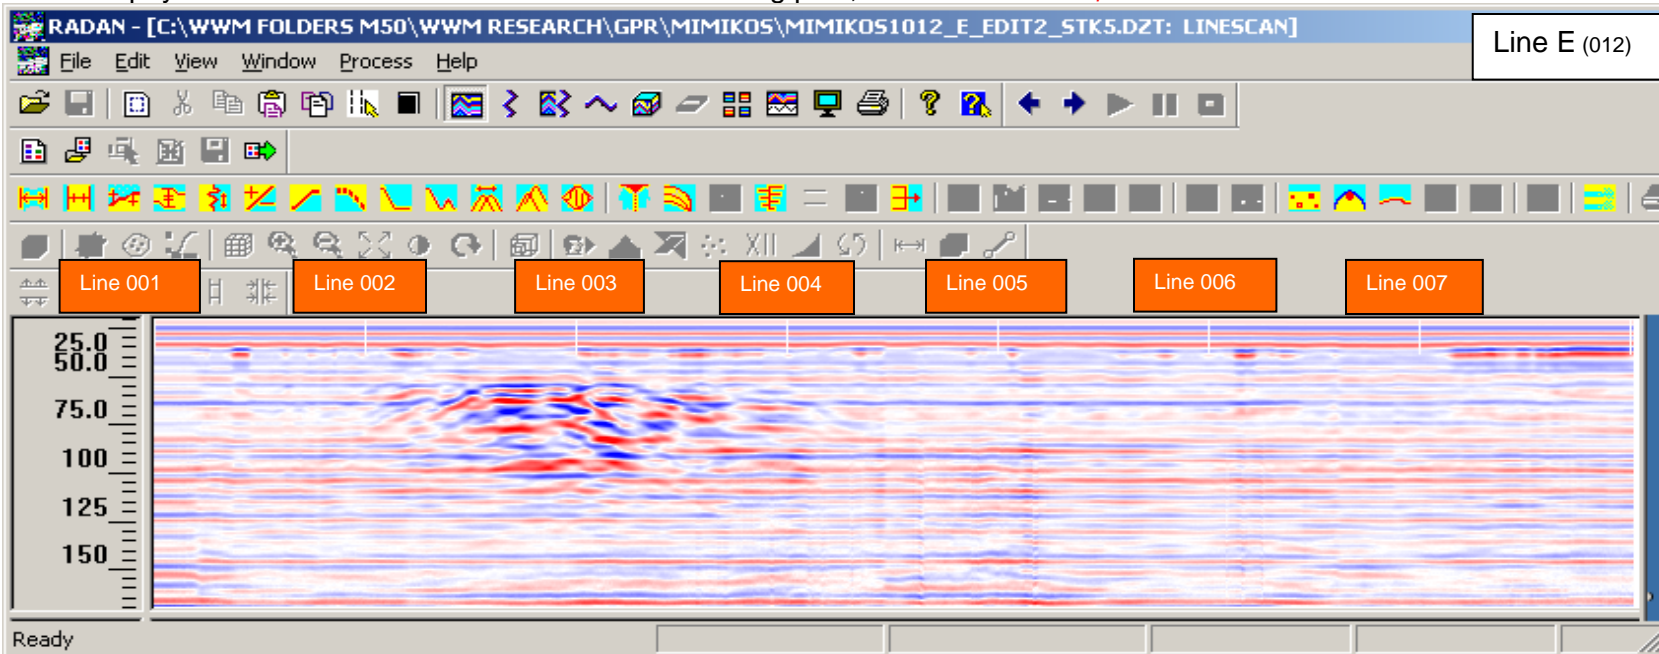 RADAN - [C:\WWM FOLDERS M50\WWM RESEARCH\GPR\MIMIKOS\MIMIKOS1012_E_EDIT2_STK5.DZT: LINESCAN]
Line E (012)
File Edit View Window Process Help
XII
Line 001 Line 002 Line 003 Line 004 Line 005 Line 006 Line 007
25.0
50.0
75.0
100
125
150
Ready